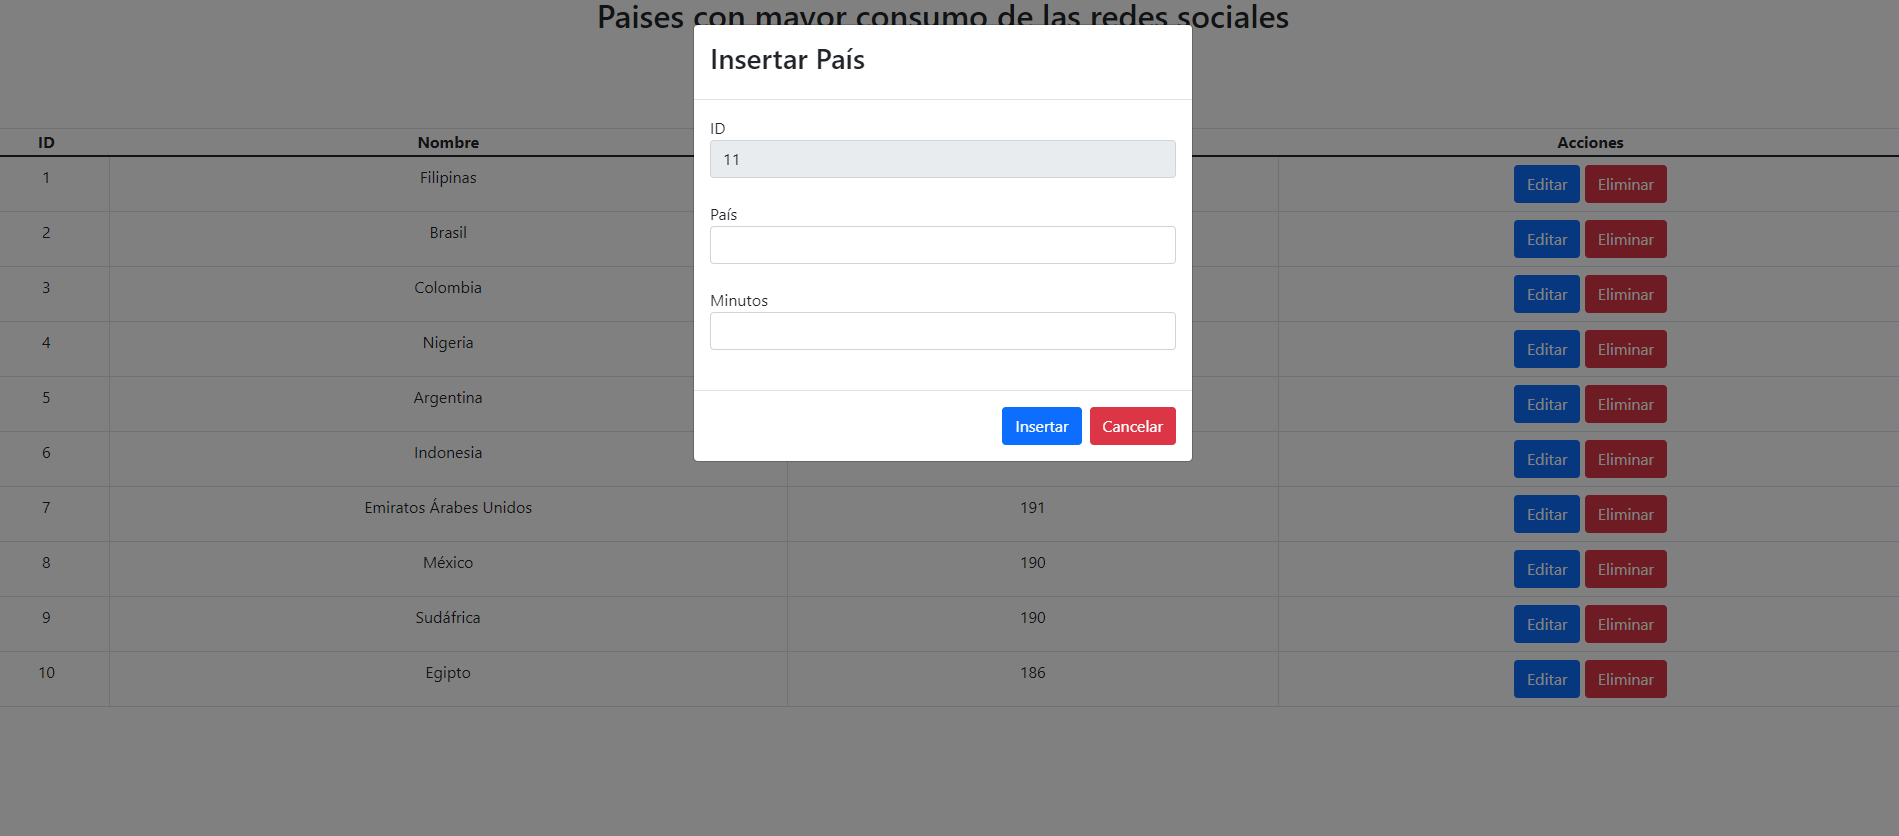 Paises con mayor consumo de las redes sociales
Insertar País
ID
11
País
Minutos
Insertar Cancelar
ID Nombre Acciones
1 Filipinas Editar Eliminar
2 Brasil Editar Eliminar
3 Colombia Editar Eliminar
4 Nigeria Editar Eliminar
5 Argentina Editar Eliminar
6 Indonesia Editar Eliminar
7 Emiratos Árabes Unidos 191 Editar Eliminar
8 México 190 Editar Eliminar
9 Sudáfrica 190 Editar Eliminar
10 Egipto 186 Editar Eliminar